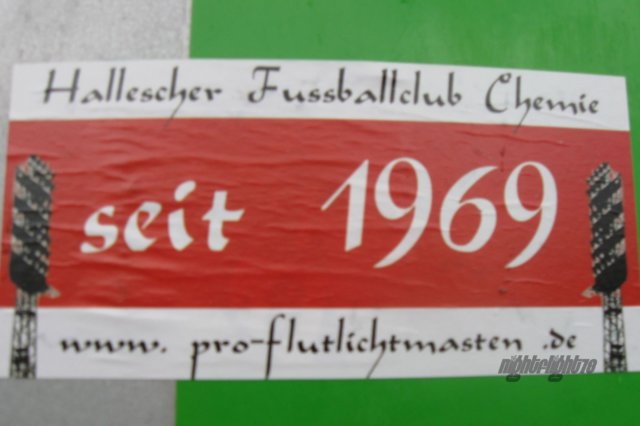 Hallescher Fussballclub Chemie
seit 1969
www. pro-flutlichtmasten .de